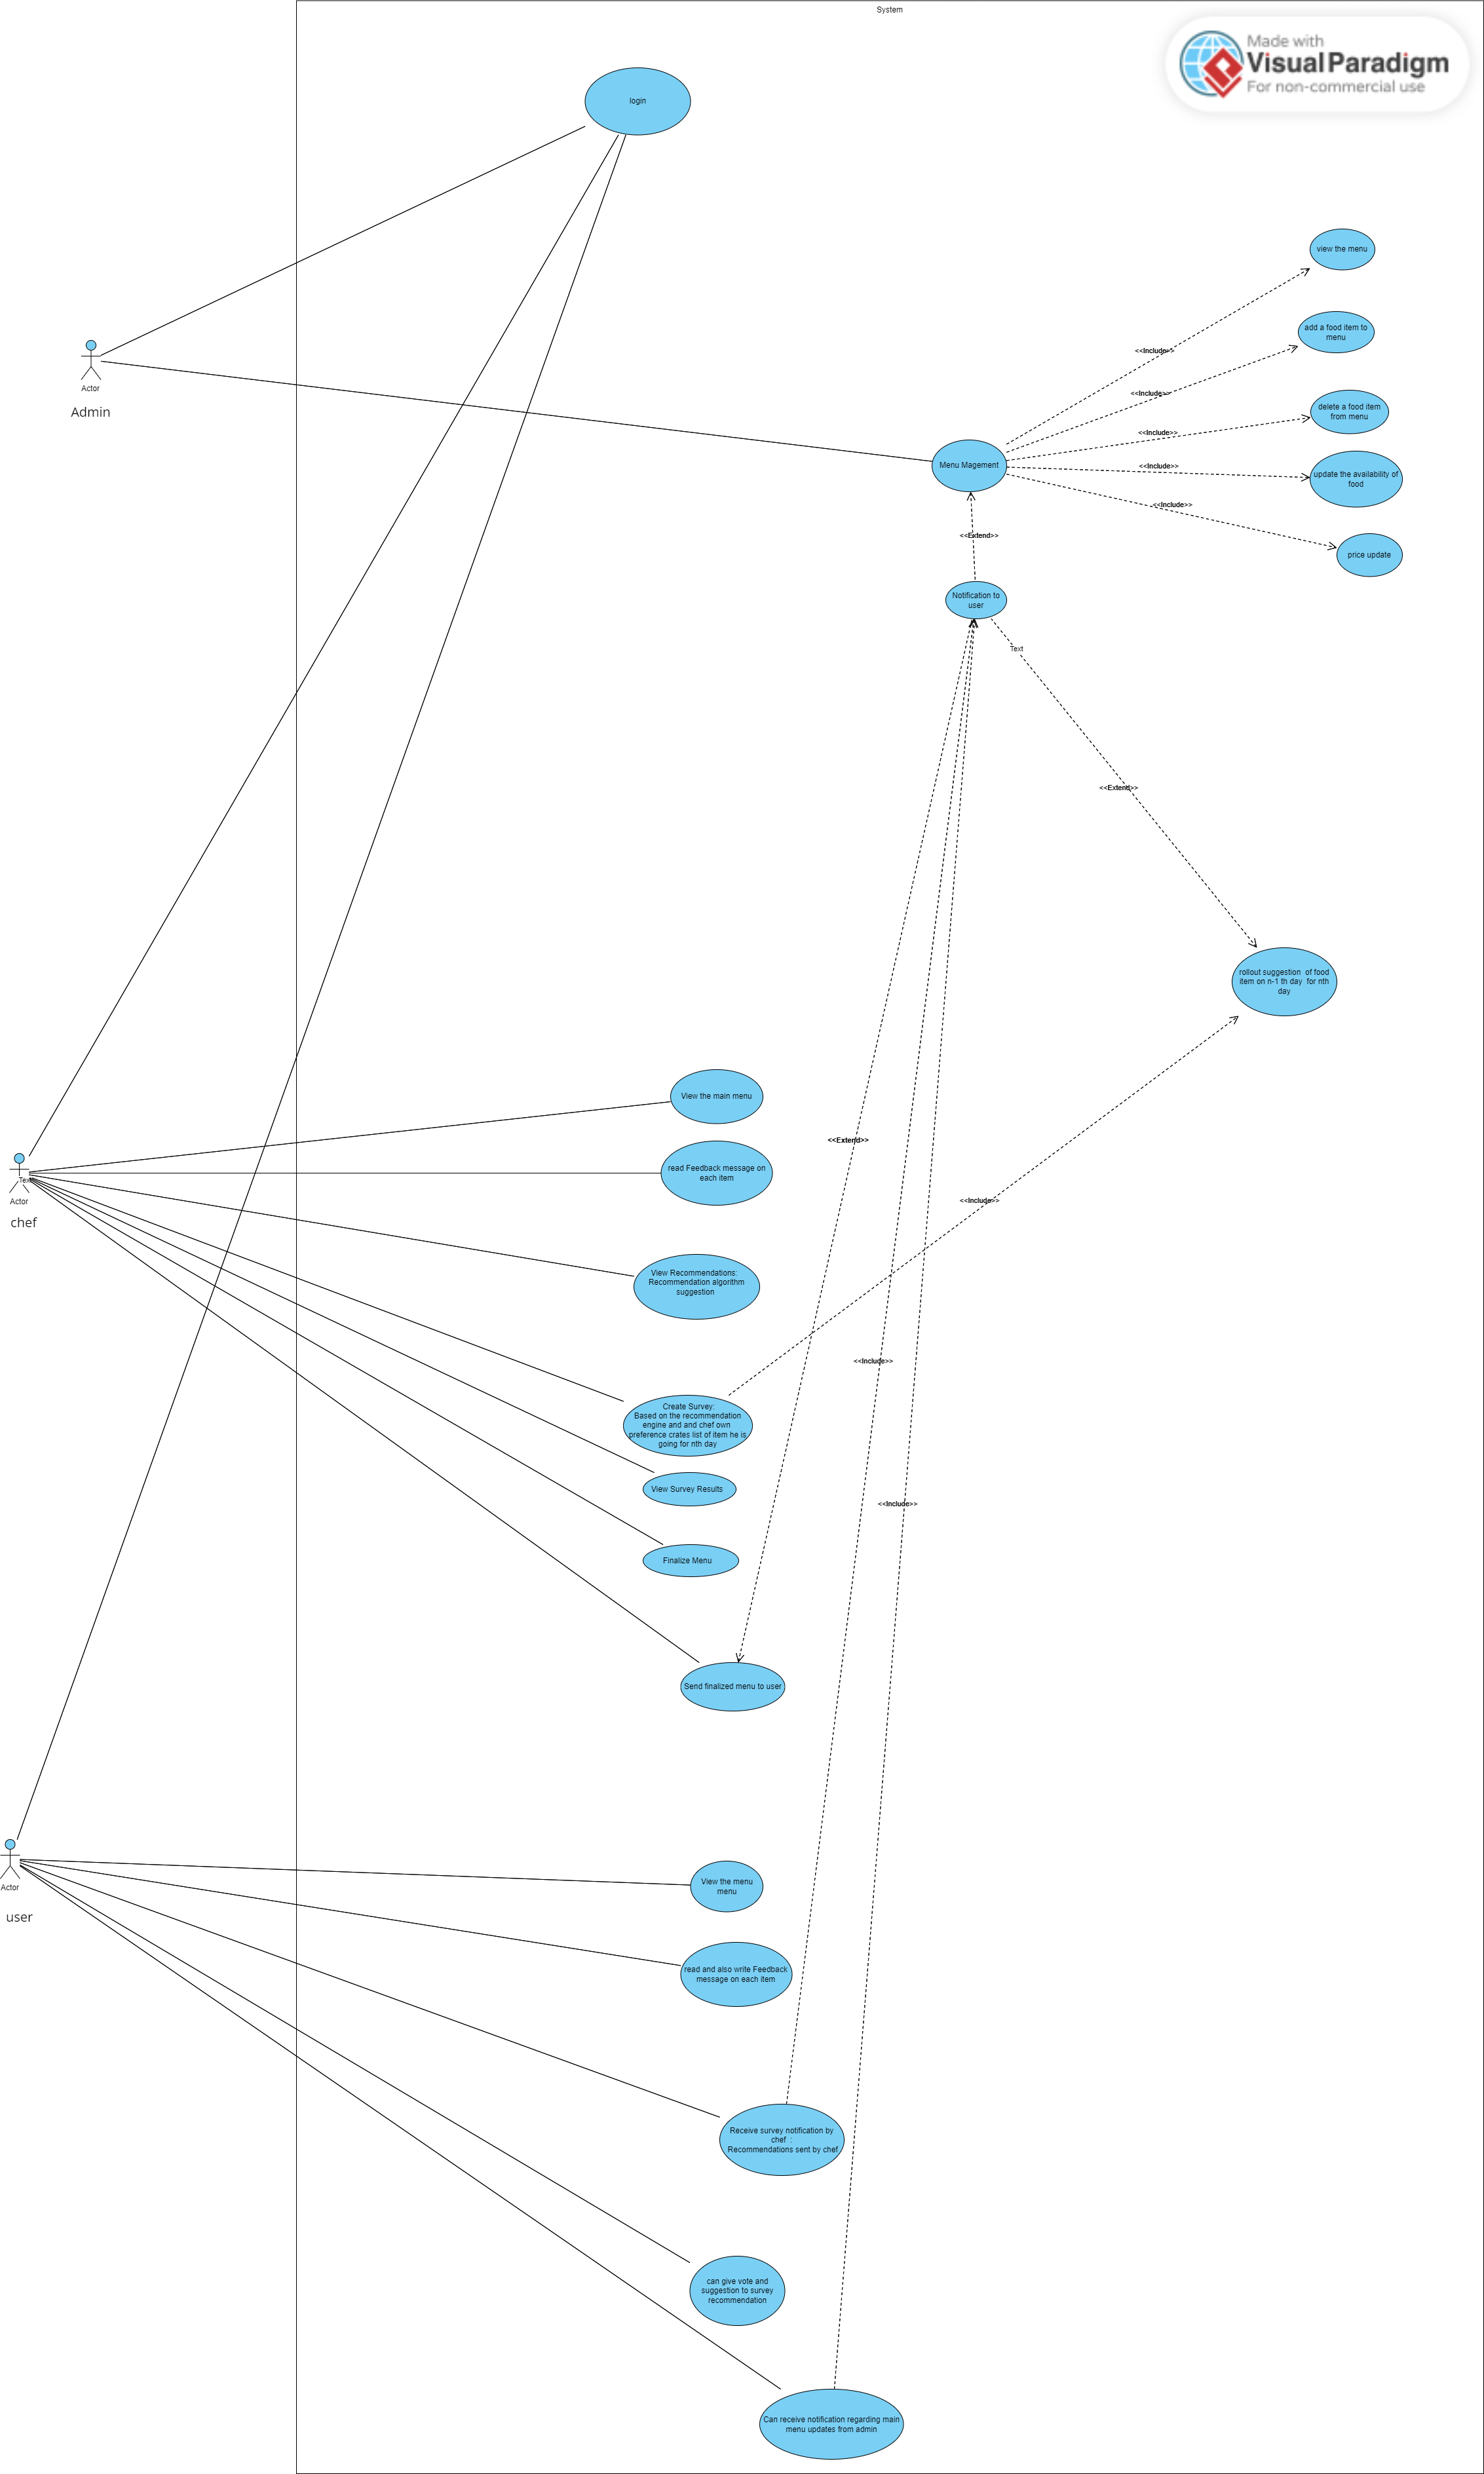 System
Made with
Visual Paradigm
For non-commercial use
login
view the menu
add a food item to
menu
<<Include>>
<<Include>>
delete a food item
from menu
<<Include>>
Actor
Admin
Menu Magement
<<Include>>
update the availability of
food
<<Include>>
<<Extend>>
price update
Notification to
user
Text
<<Extend>>
rollout suggestion of food
item on n-1 th day for nth
day
View the main menu
<<Extend>>
read Feedback message on
each item
Text
Actor
chef
<<Include>>
View Recommendations:
Recommendation algorithm
suggestion
<<Include>>
Create Survey:
Based on the recommendation
engine and and chef own
preference crates list of item he is
going for nth day
View Survey Results
<<Include>>
Finalize Menu
Send finalized menu to user
Actor
user
View the menu
menu
read and also write Feedback
message on each item
Receive survey notification by
chef :
Recommendations sent by chef
can give vote and
suggestion to survey
recommendation
Can receive notification regarding main
menu updates from admin